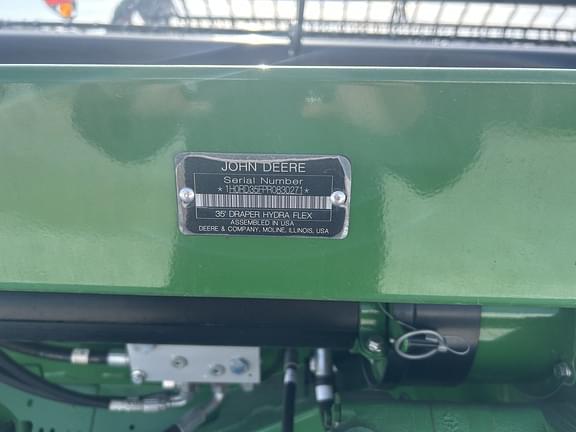 JOHN DEERE
Serial Number
*1H0RD35FPR0830271*
35' DRAPER HYDRA FLEX
ASSEMBLED IN USA
DEERE & COMPANY, MOLINE, ILLINOIS, USA